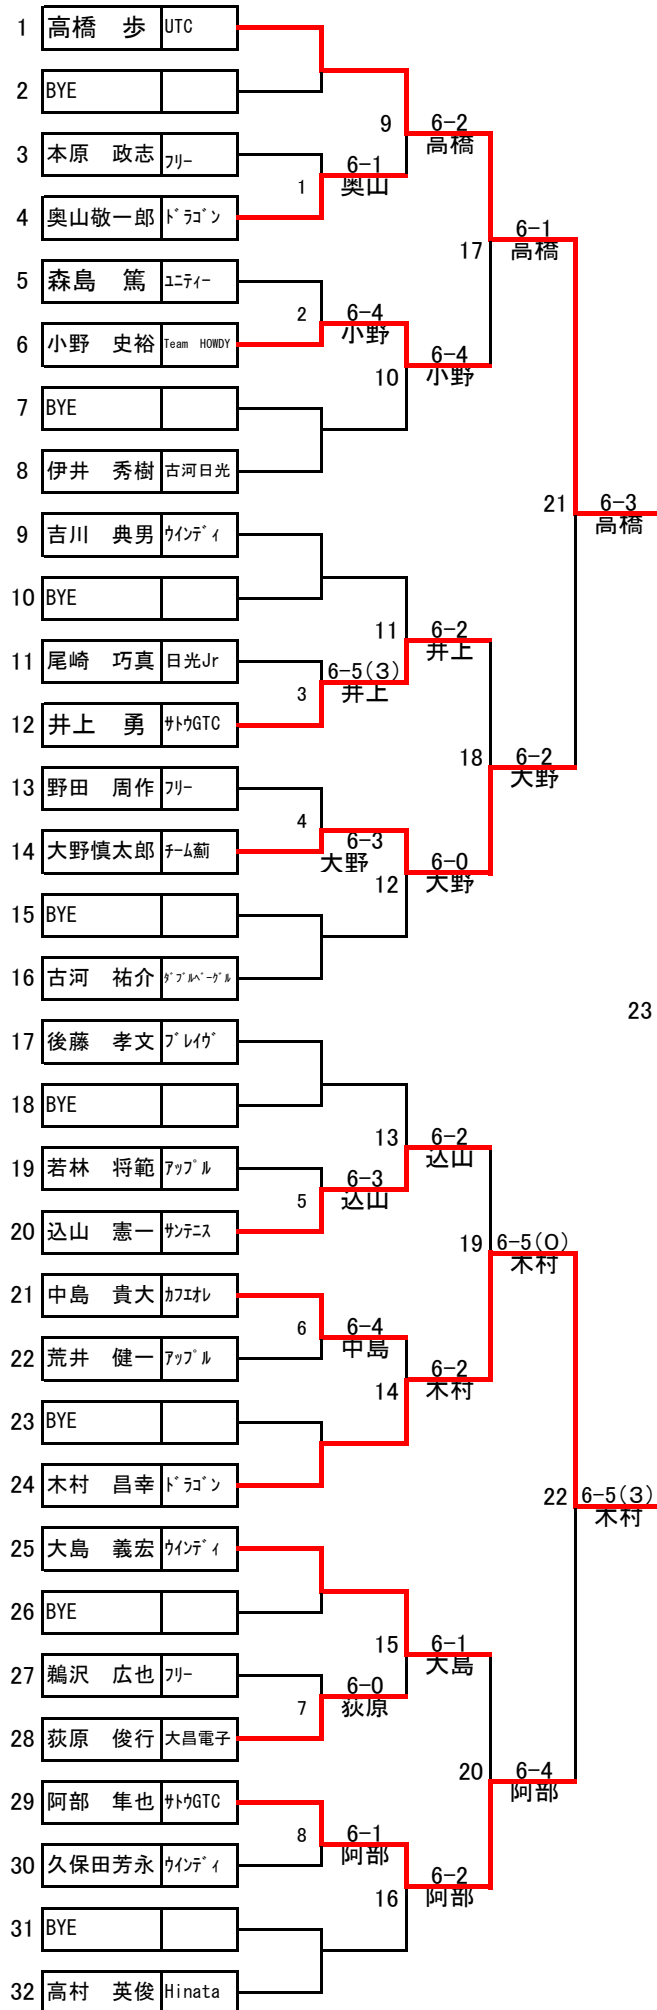 1 高橋 歩 UTC
2 BYE
9 6-2
高橋
3 本原 政志 フリー
1 6-1
奥山
4 奥山敬一郎 ドラゴン
17 6-1
高橋
5 森島 篤 ユニティー
2 6-4
小野
6 小野 史裕 Team HOWDY
10 6-4
小野
7 BYE
8 伊井 秀樹 古河日光
21 6-3
高橋
9 吉川 典男 ウインディ
10 BYE
11 6-2
井上
11 尾崎 巧真 日光Jr
3 6-5(3)
井上
12 井上 勇 サトウGTC
18 6-2
大野
13 野田 周作 フリー
4 6-3
大野
14 大野慎太郎 チーム薊
12 6-0
大野
15 BYE
16 古河 祐介 ダブルベーグル
23
17 後藤 孝文 ブレイヴ
18 BYE
13 6-2
込山
19 若林 将範 アップル
5 6-3
込山
20 込山 憲一 サンテニス
19 6-5(0)
木村
21 中島 貴大 カフエオレ
6 6-4
中島
22 荒井 健一 アップル
14 6-2
木村
23 BYE
24 木村 昌幸 ドラゴン
22 6-5(3)
木村
25 大島 義宏 ウインディ
26 BYE
15 6-1
大島
27 鵜沢 広也 フリー
7 6-0
荻原
28 荻原 俊行 大昌電子
20 6-4
阿部
29 阿部 隼也 サトウGTC
8 6-1
阿部
30 久保田芳永 ウインディ
16 6-2
阿部
31 BYE
32 高村 英俊 Hinata